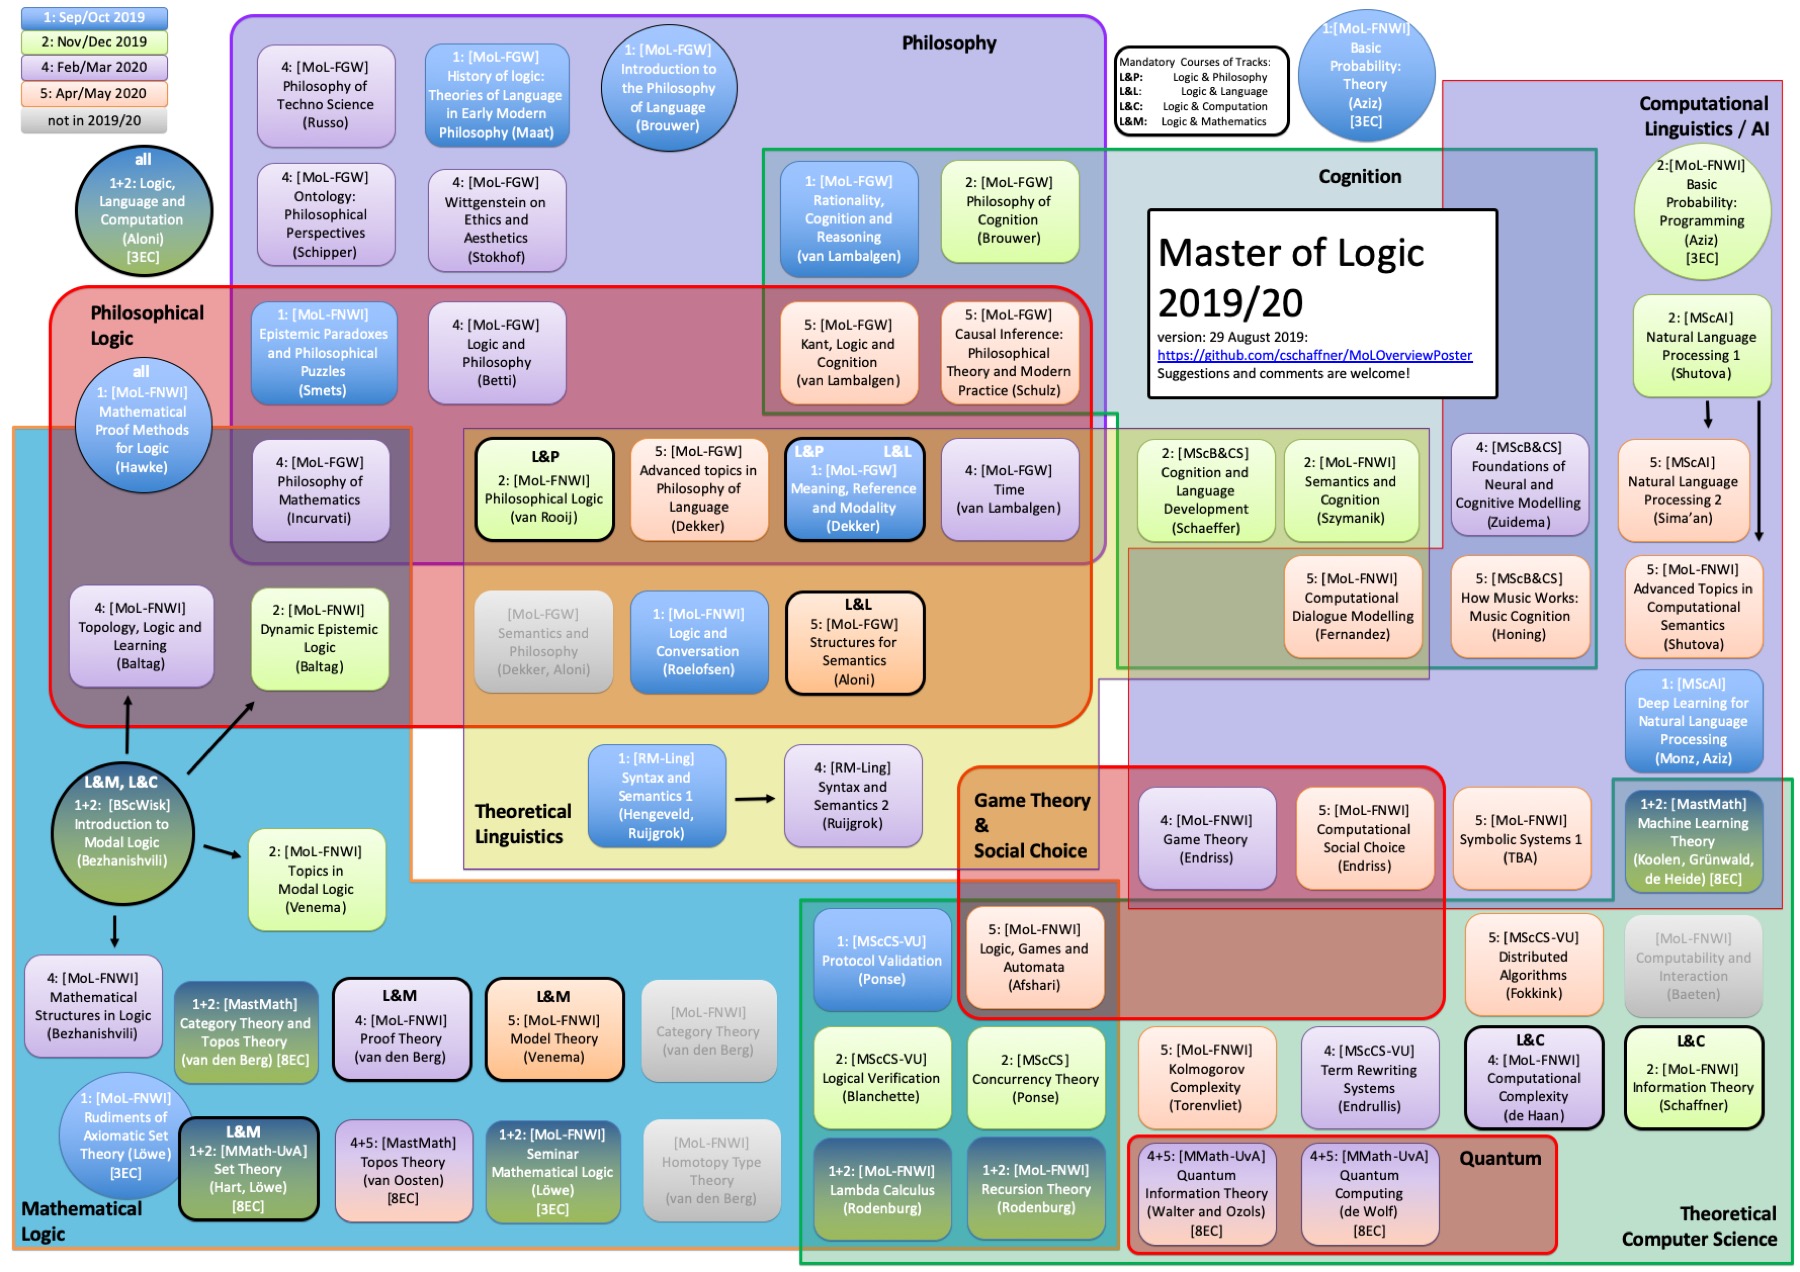 1: Sep/Oct 2019
2: Nov/Dec 2019
4: Feb/Mar 2020
5: Apr/May 2020
not in 2019/20
all
1+2: Logic,
Language and
Computation
(Aloni)
[3EC]
Philosophy
4: [MoL-FGW]
Philosophy of
Techno Science
(Russo)
1: [MoL-FGW]
History of logic:
Theories of Language
in Early Modern
Philosophy (Maat)
1: [MoL-FGW]
Introduction to
the Philosophy
of Language
(Brouwer)
4: [MoL-FGW]
Ontology:
Philosophical
Perspectives
(Schipper)
4: [MoL-FGW]
Wittgenstein on
Ethics and
Aesthetics
(Stokhof)
Mandatory Courses of Tracks:
L&P: Logic & Philosophy
L&L: Logic & Language
L&C: Logic & Computation
L&M: Logic & Mathematics
1:[MoL-FNWI]
Basic
Probability:
Theory
(Aziz)
[3EC]
Computational
Linguistics / AI
2:[MoL-FNWI]
Basic
Probability:
Programming
(Aziz)
[3EC]
Cognition
1: [MoL-FGW]
Rationality,
Cognition and
Reasoning
(van Lambalgen)
2: [MoL-FGW]
Philosophy of
Cognition
(Brouwer)
Master of Logic
2019/20
version: 29 August 2019:
https://github.com/cschaffner/MoLOverviewPoster
Suggestions and comments are welcome!
2: [MScAI]
Natural Language
Processing 1
(Shutova)
Philosophical
Logic
all
1: [MoL-FNWI]
Mathematical
Proof Methods
for Logic
(Hawke)
1: [MoL-FNWI]
Epistemic Paradoxes
and Philosophical
Puzzles
(Smets)
4: [MoL-FGW]
Logic and
Philosophy
(Betti)
5: [MoL-FGW]
Kant, Logic and
Cognition
(van Lambalgen)
5: [MoL-FGW]
Causal Inference:
Philosophical
Theory and Modern
Practice (Schulz)
4: [MoL-FGW]
Philosophy of
Mathematics
(Incurvati)
L&P
2: [MoL-FNWI]
Philosophical Logic
(van Rooij)
5: [MoL-FGW]
Advanced topics in
Philosophy of
Language
(Dekker)
L&P L&L
1: [MoL-FGW]
Meaning, Reference
and Modality
(Dekker)
4: [MoL-FGW]
Time
(van Lambalgen)
2: [MScB&CS]
Cognition and
Language
Development
(Schaeffer)
2: [MoL-FNWI]
Semantics and
Cognition
(Szymanik)
4: [MScB&CS]
Foundations of
Neural and
Cognitive Modelling
(Zuidema)
5: [MScAI]
Natural Language
Processing 2
(Sima’an)
4: [MoL-FNWI]
Topology, Logic and
Learning
(Baltag)
2: [MoL-FNWI]
Dynamic Epistemic
Logic
(Baltag)
[MoL-FGW]
Semantics and
Philosophy
(Dekker, Aloni)
1: [MoL-FNWI]
Logic and
Conversation
(Roelofsen)
L&L
5: [MoL-FGW]
Structures for
Semantics
(Aloni)
5: [MoL-FNWI]
Computational
Dialogue Modelling
(Fernandez)
5: [MScB&CS]
How Music Works:
Music Cognition
(Honing)
5: [MoL-FNWI]
Advanced Topics in
Computational
Semantics
(Shutova)
1: [MScAI]
Deep Learning for
Natural Language
Processing
(Monz, Aziz)
L&M, L&C
1+2: [BScWisk]
Introduction to
Modal Logic
(Bezhanishvili)
2: [MoL-FNWI]
Topics in
Modal Logic
(Venema)
Theoretical
Linguistics
1: [RM-Ling]
Syntax and
Semantics 1
(Hengeveld,
Ruijgrok)
4: [RM-Ling]
Syntax and
Semantics 2
(Ruijgrok)
Game Theory
&
Social Choice
4: [MoL-FNWI]
Game Theory
(Endriss)
5: [MoL-FNWI]
Computational
Social Choice
(Endriss)
5: [MoL-FNWI]
Symbolic Systems 1
(TBA)
1+2: [MastMath]
Machine Learning
Theory
(Koolen, Grünwald,
de Heide) [8EC]
4: [MoL-FNWI]
Mathematical
Structures in Logic
(Bezhanishvili)
1+2: [MastMath]
Category Theory and
Topos Theory
(van den Berg) [8EC]
L&M
4: [MoL-FNWI]
Proof Theory
(van den Berg)
L&M
5: [MoL-FNWI]
Model Theory
(Venema)
[MoL-FNWI]
Category Theory
(van den Berg)
1: [MScCS-VU]
Protocol Validation
(Ponse)
5: [MoL-FNWI]
Logic, Games and
Automata
(Afshari)
5: [MScCS-VU]
Distributed
Algorithms
(Fokkink)
[MoL-FNWI]
Computability and
Interaction
(Baeten)
2: [MScCS-VU]
Logical Verification
(Blanchette)
2: [MScCS]
Concurrency Theory
(Ponse)
5: [MoL-FNWI]
Kolmogorov
Complexity
(Torenvliet)
4: [MScCS-VU]
Term Rewriting
Systems
(Endrullis)
L&C
4: [MoL-FNWI]
Computational
Complexity
(de Haan)
L&C
2: [MoL-FNWI]
Information Theory
(Schaffner)
1: [MoL-FNWI]
Rudiments of
Axiomatic Set
Theory (Löwe)
[3EC]
L&M
1+2: [MMath-UvA]
Set Theory
(Hart, Löwe)
[8EC]
4+5: [MastMath]
Topos Theory
(van Oosten)
[8EC]
1+2: [MoL-FNWI]
Seminar
Mathematical Logic
(Löwe)
[3EC]
[MoL-FNWI]
Homotopy Type
Theory
(van den Berg)
1+2: [MoL-FNWI]
Lambda Calculus
(Rodenburg)
1+2: [MoL-FNWI]
Recursion Theory
(Rodenburg)
4+5: [MMath-UvA]
Quantum
Information Theory
(Walter and Ozols)
[8EC]
4+5: [MMath-UvA]
Quantum
Computing
(de Wolf)
[8EC]
Quantum
Mathematical
Logic
Theoretical
Computer Science